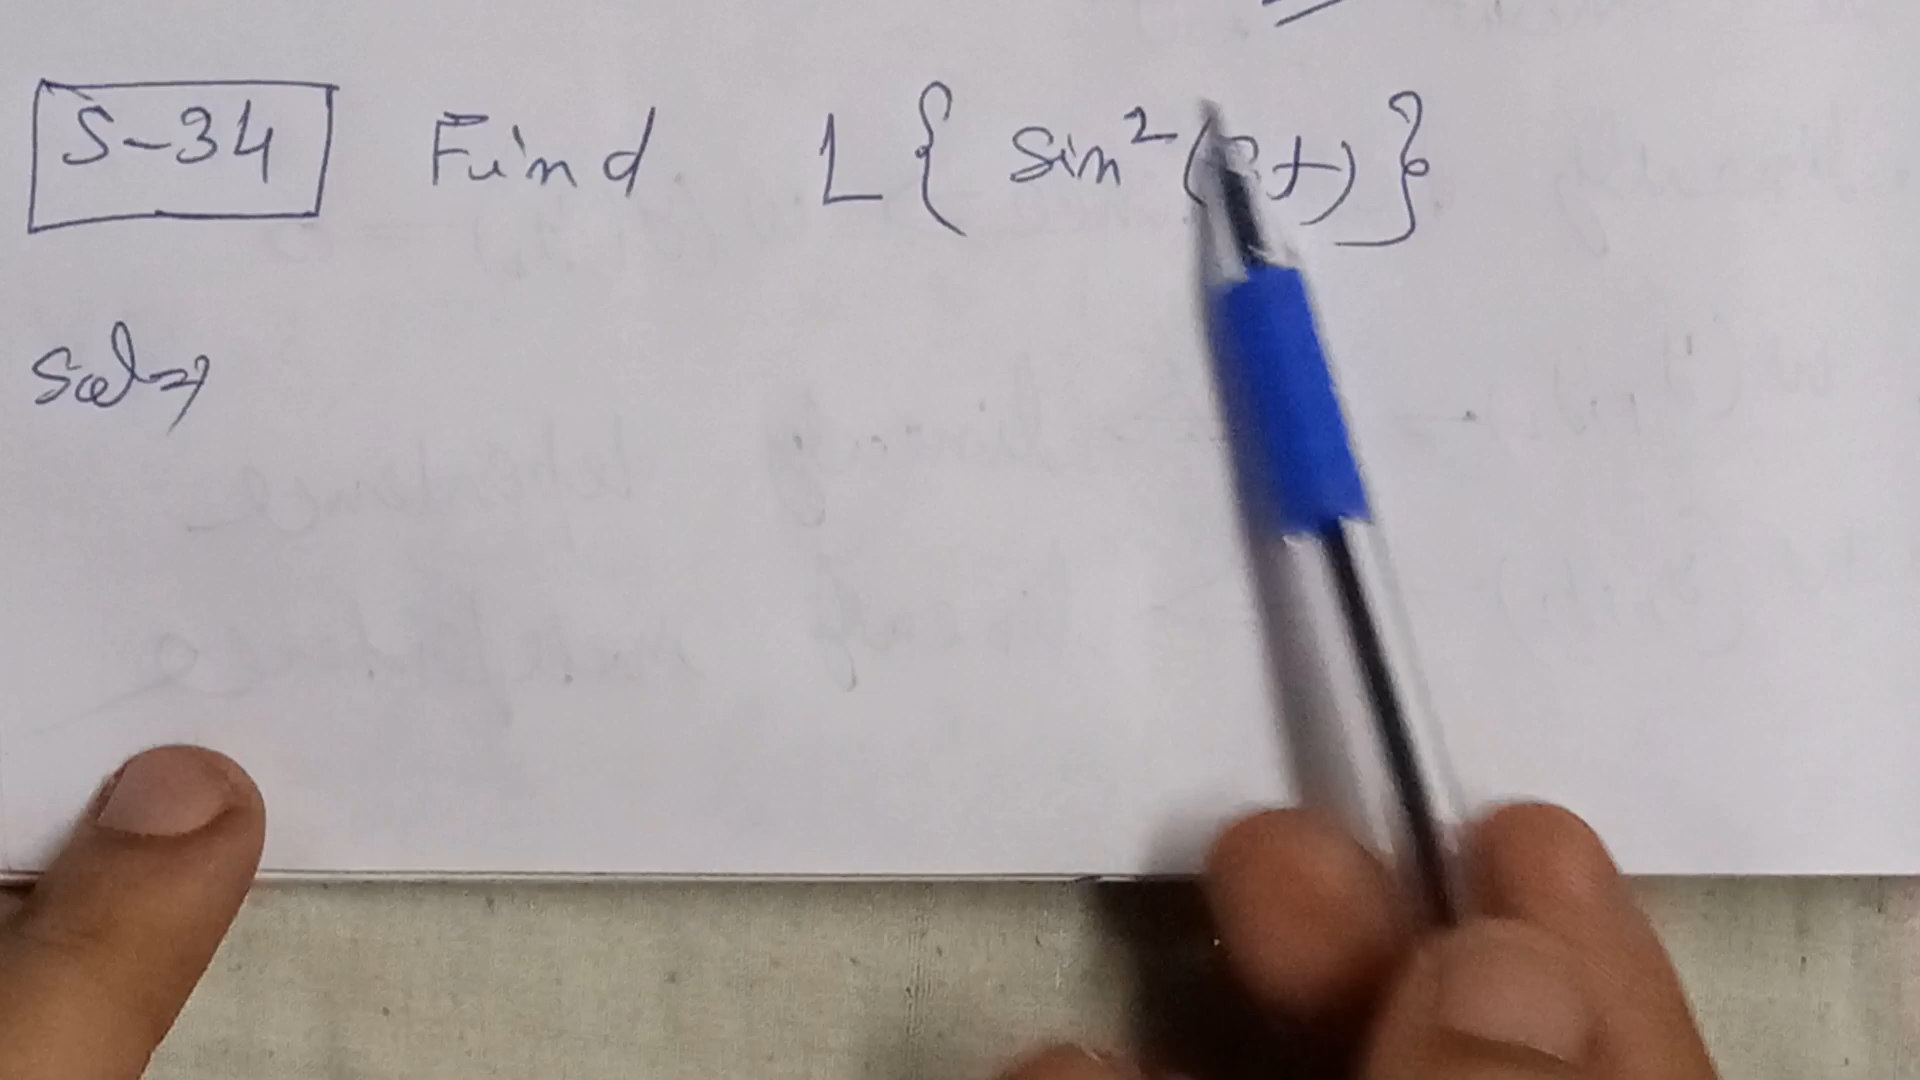 S-34 Find L{ Sin² ( t)}
Sol⇒